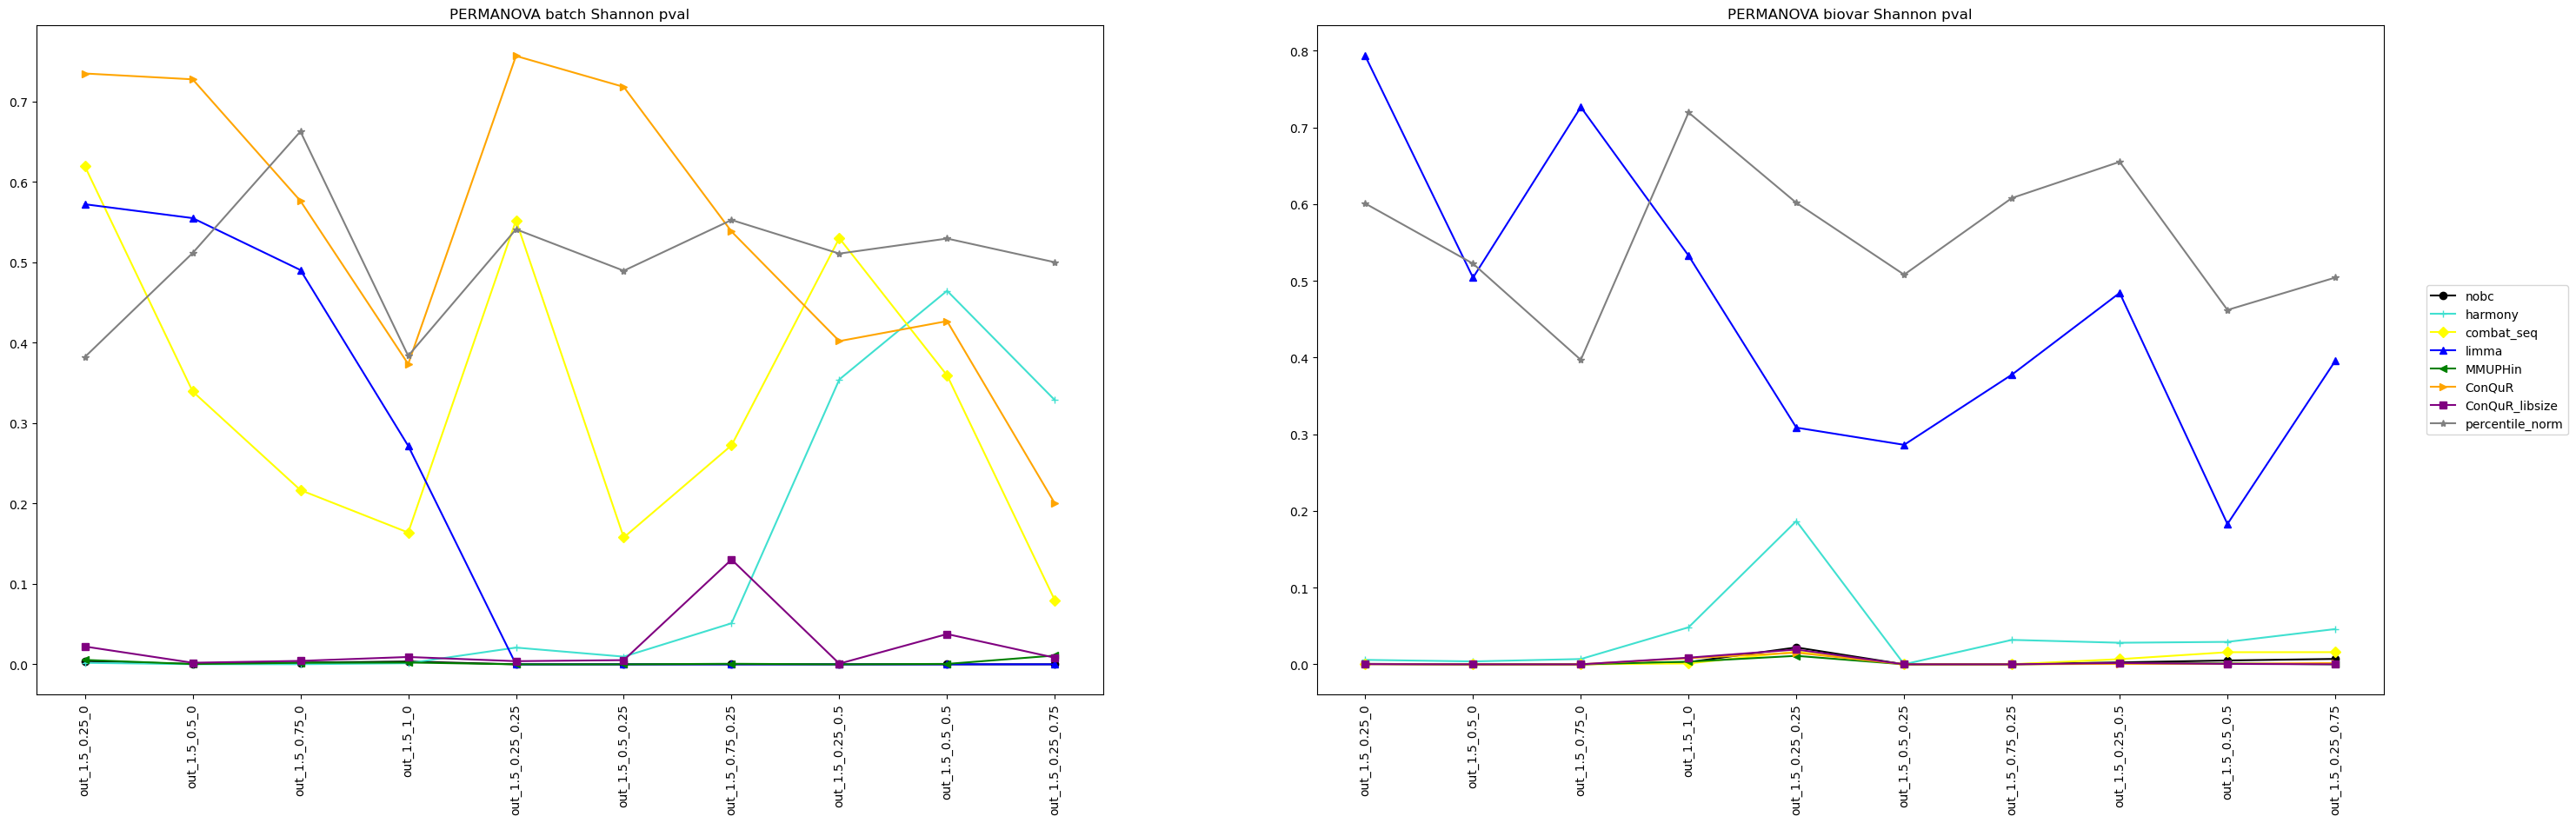 PERMANOVA batch Shannon pval
0.7
0.6
0.5
0.4
0.3
0.2
0.1
0.0
out_1.5_0.25_0
out_1.5_0.5_0
out_1.5_0.75_0
out_1.5_1_0
out_1.5_0.25_0.25
out_1.5_0.5_0.25
out_1.5_0.75_0.25
out_1.5_0.25_0.5
out_1.5_0.5_0.5
out_1.5_0.25_0.75
PERMANOVA biovar Shannon pval
0.8
0.7
0.6
0.5
0.4
0.3
0.2
0.1
0.0
out_1.5_0.25_0
out_1.5_0.5_0
out_1.5_0.75_0
out_1.5_1_0
out_1.5_0.25_0.25
out_1.5_0.5_0.25
out_1.5_0.75_0.25
out_1.5_0.25_0.5
out_1.5_0.5_0.5
out_1.5_0.25_0.75
nobc
harmony
combat_seq
limma
MMUPHin
ConQuR
ConQuR_libsize
percentile_norm